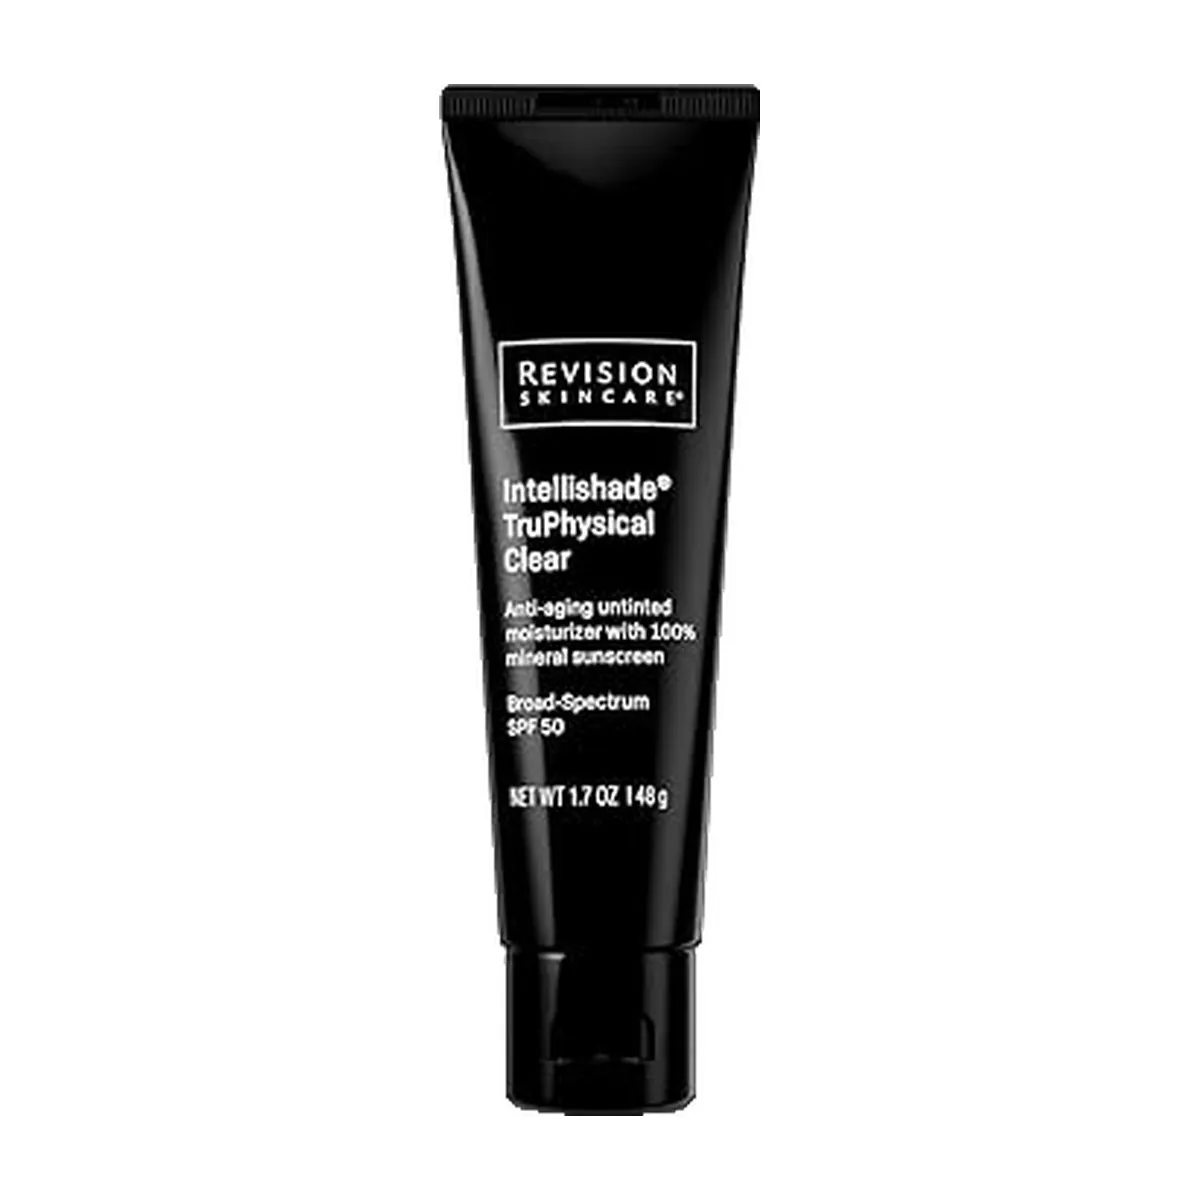 REVISION
SKINCARE®
Intellishade®
TruPhysical
Clear
Anti-aging untinted
moisturizer with 100%
mineral sunscreen
Broad-Spectrum
SPF 50
NET WT 1.7 OZ | 48 g